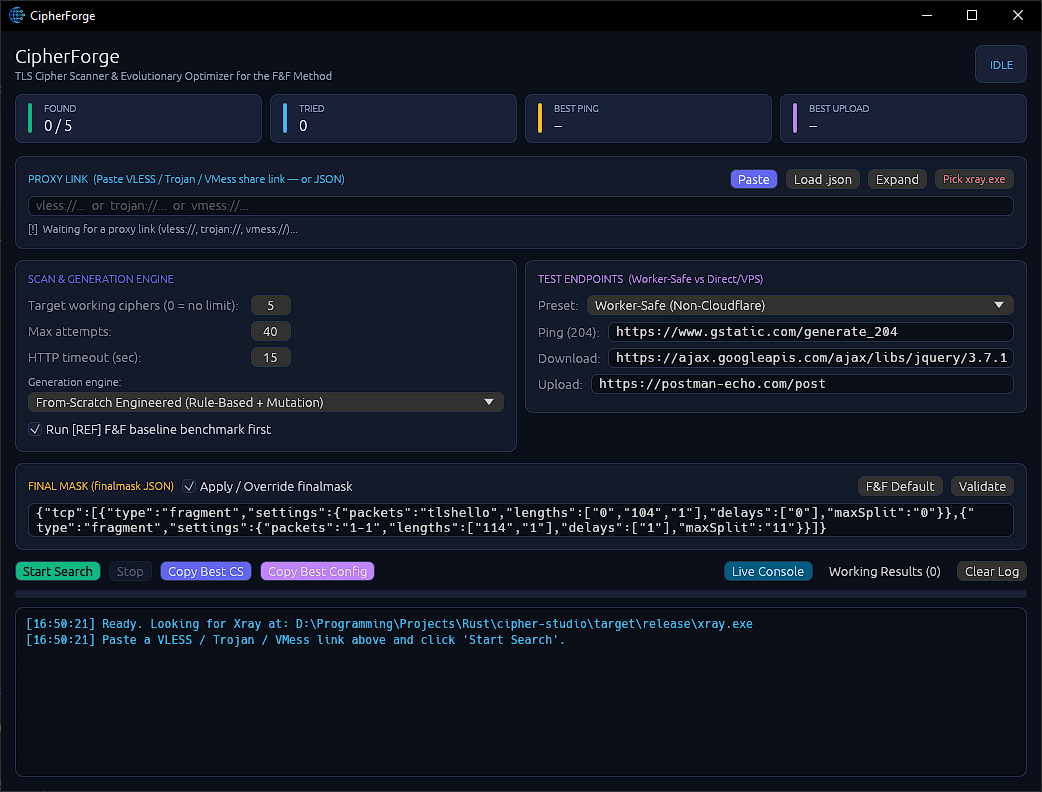 CipherForge
CipherForge
TLS Cipher Scanner & Evolutionary Optimizer for the F&F Method
IDLE
FOUND
0 / 5
TRIED
0
BEST PING
–
BEST UPLOAD
–
PROXY LINK (Paste VLESS / Trojan / VMess share link — or JSON)
Paste
Load .json
Expand
Pick xray.exe
vless://... or trojan://... or vmess://...
[!] Waiting for a proxy link (vless://, trojan://, vmess://)...
SCAN & GENERATION ENGINE
Target working ciphers (0 = no limit): 5
Max attempts: 40
HTTP timeout (sec): 15
Generation engine:
From-Scratch Engineered (Rule-Based + Mutation)
Run [REF] F&F baseline benchmark first
TEST ENDPOINTS (Worker-Safe vs Direct/VPS)
Preset: Worker-Safe (Non-Cloudflare)
Ping (204): https://www.gstatic.com/generate_204
Download: https://ajax.googleapis.com/ajax/libs/jquery/3.7.1
Upload: https://postman-echo.com/post
FINAL MASK (finalmask JSON) Apply / Override finalmask
F&F Default
Validate
{"tcp":[{"type":"fragment","settings":{"packets":"tlshello","lengths":["0","104","1"],"delays":["0"],"maxSplit":"0"}},{"
type":"fragment","settings":{"packets":"1-1","lengths":["114","1"],"delays":["1"],"maxSplit":"11"}}]}
Start Search
Stop
Copy Best CS
Copy Best Config
Live Console
Working Results (0)
Clear Log
[16:50:21] Ready. Looking for Xray at: D:\Programming\Projects\Rust\cipher-studio\target\release\xray.exe
[16:50:21] Paste a VLESS / Trojan / VMess link above and click 'Start Search'.